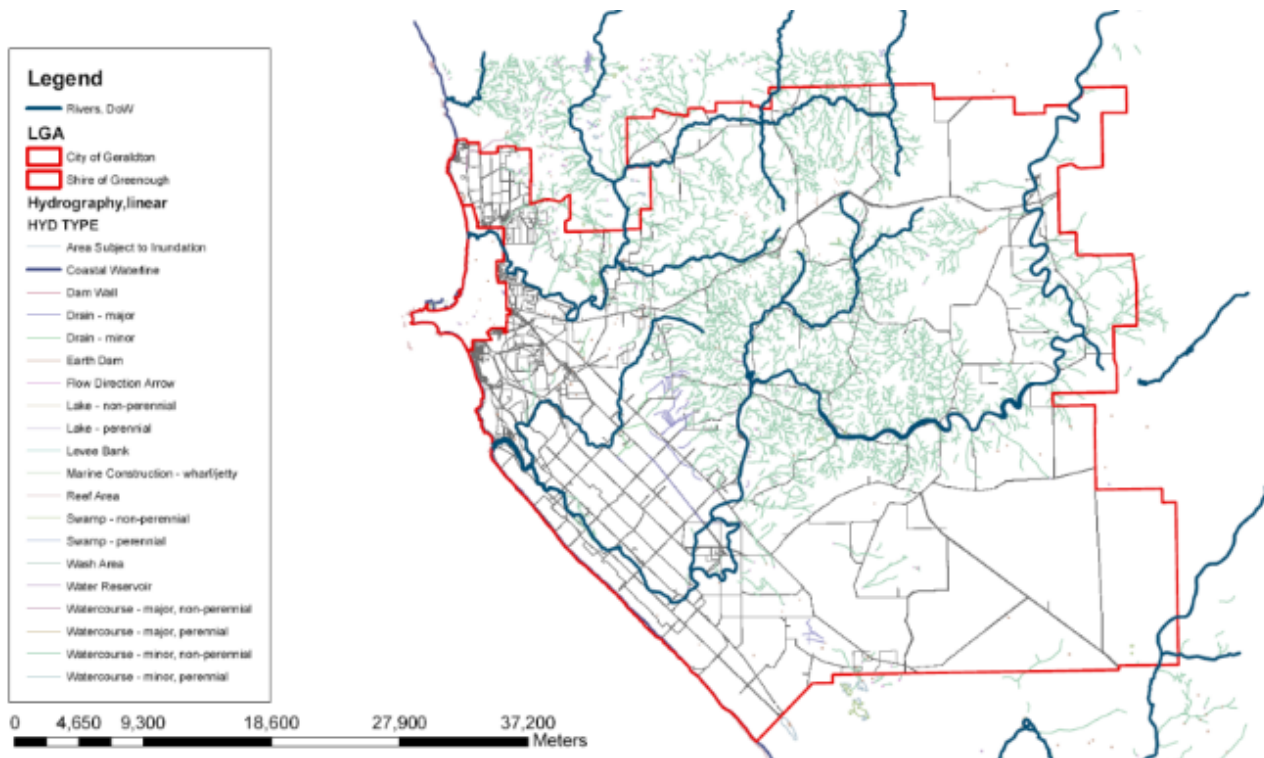 Legend
Rivers, DoW
LGA
City of Geraldton
Shire of Greenough
Hydrography,linear
HYD TYPE
Area Subject to Inundation
Coastal Waterline
Dam Wall
Drain - major
Drain - minor
Earth Dam
Flow Direction Arrow
Lake - non-perennial
Lake - perennial
Levee Bank
Marine Construction - wharf/jetty
Reef Area
Swamp - non-perennial
Swamp - perennial
Wash Area
Water Reservoir
Watercourse - major, non-perennial
Watercourse - major, perennial
Watercourse - minor, non-perennial
Watercourse - minor, perennial
0 4,650 9,300 18,600 27,900 37,200
Meters